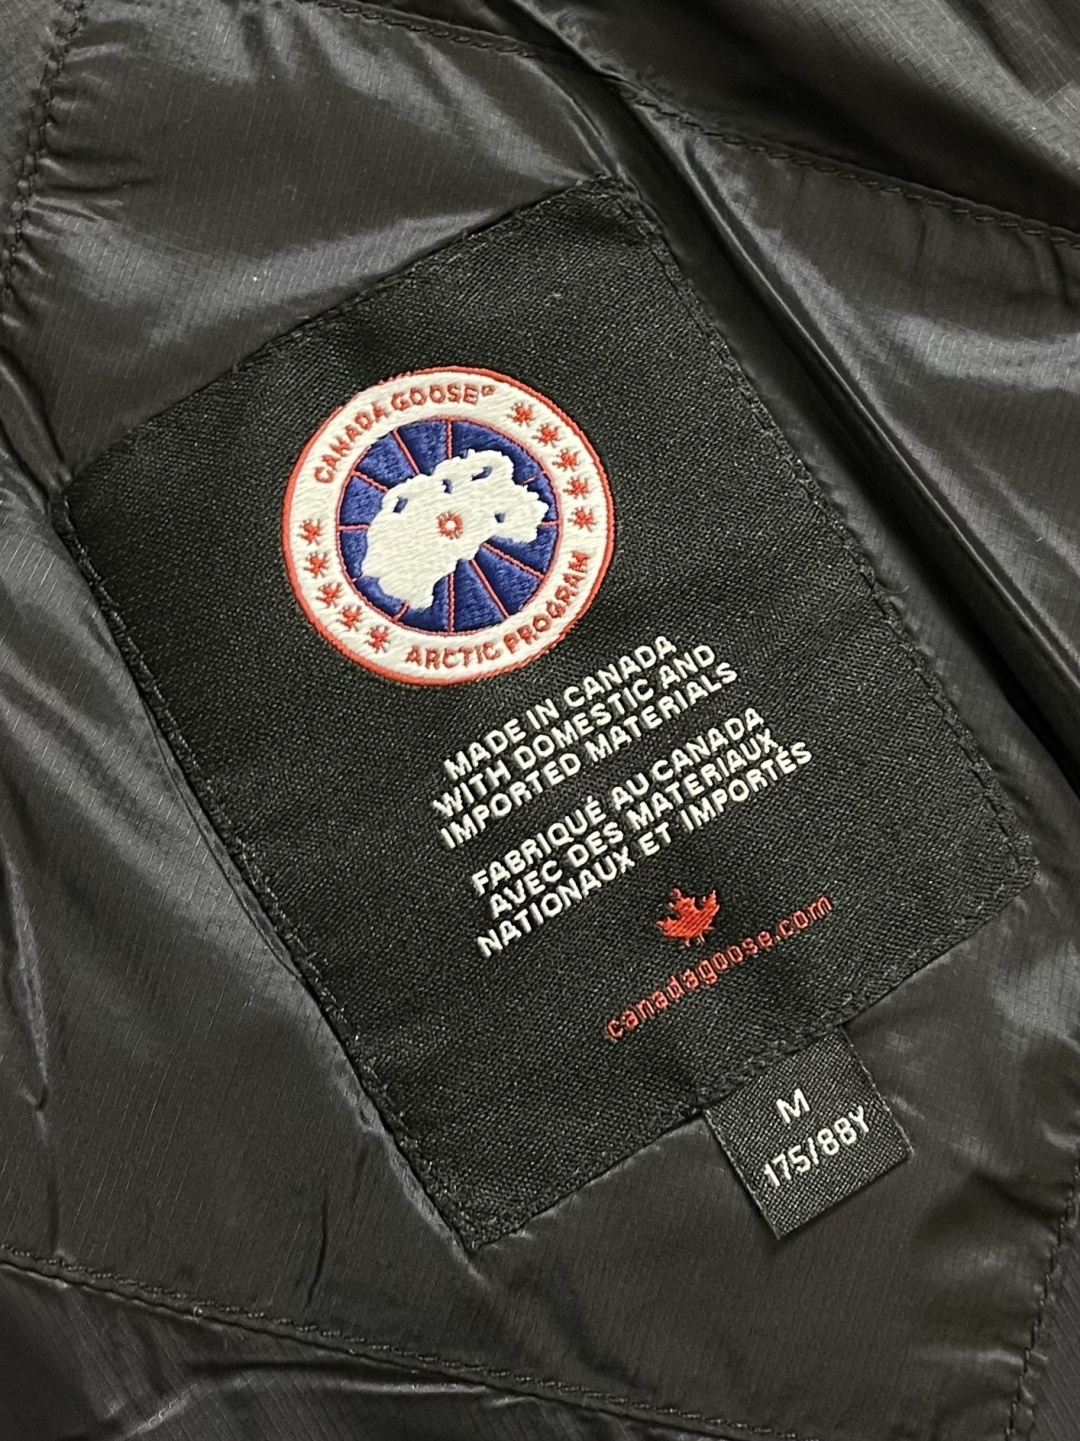 CANADA GOOSE®
ARCTIC PROGRAM
MADE IN CANADA
WITH DOMESTIC AND
IMPORTED MATERIALS
FABRIQUÉ AU CANADA
AVEC DES MATERIAUX
NATIONAUX ET IMPORTÉS
canadagoose.com
M
175/88Y